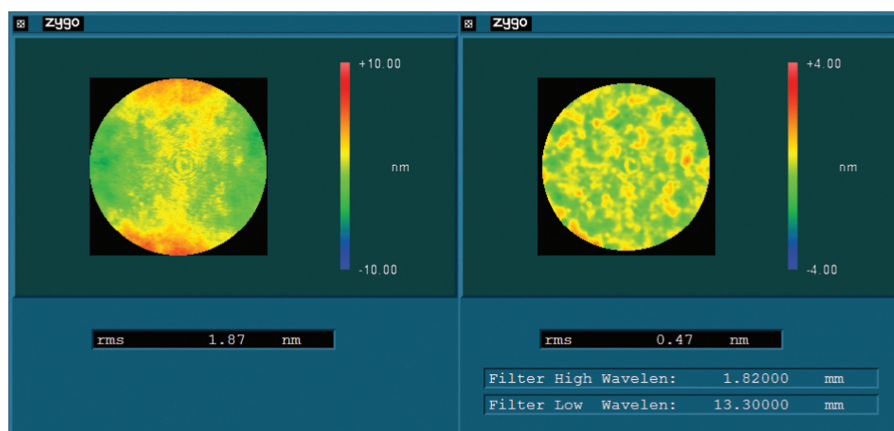 zygo
+10.00
nm
-10.00
rms 1.87 nm
zygo
+4.00
nm
-4.00
rms 0.47 nm
Filter High Wavelen: 1.82000 mm
Filter Low Wavelen: 13.30000 mm